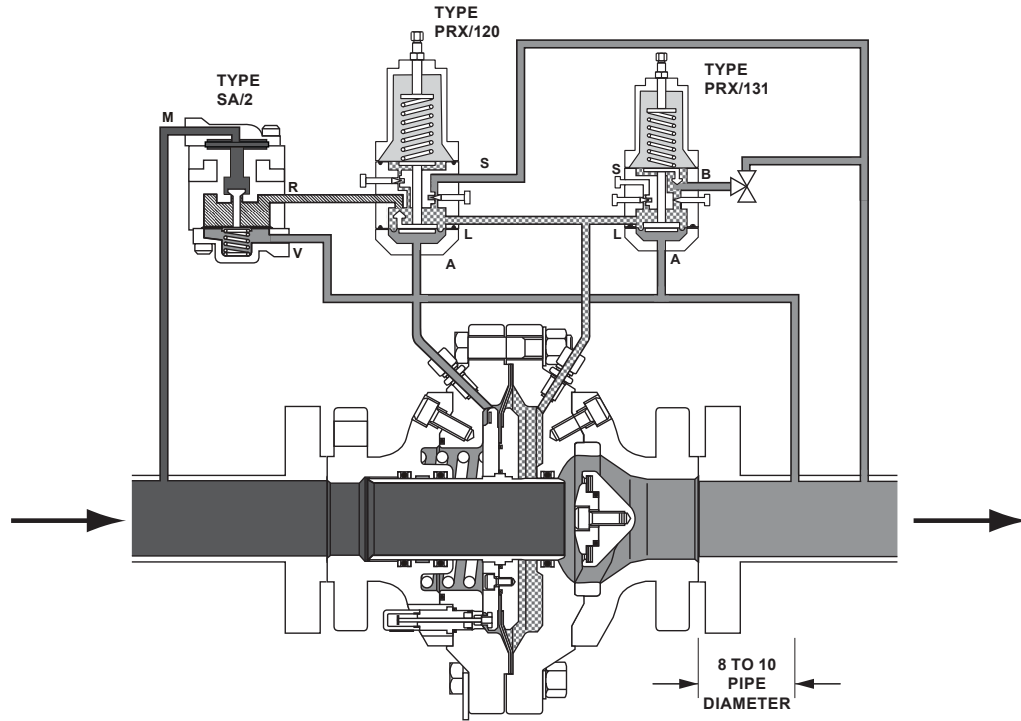 TYPE
PRX/120
TYPE
PRX/131
TYPE
SA/2
M
S
S
B
R
L
L
V
A
A
8 TO 10
PIPE
DIAMETER